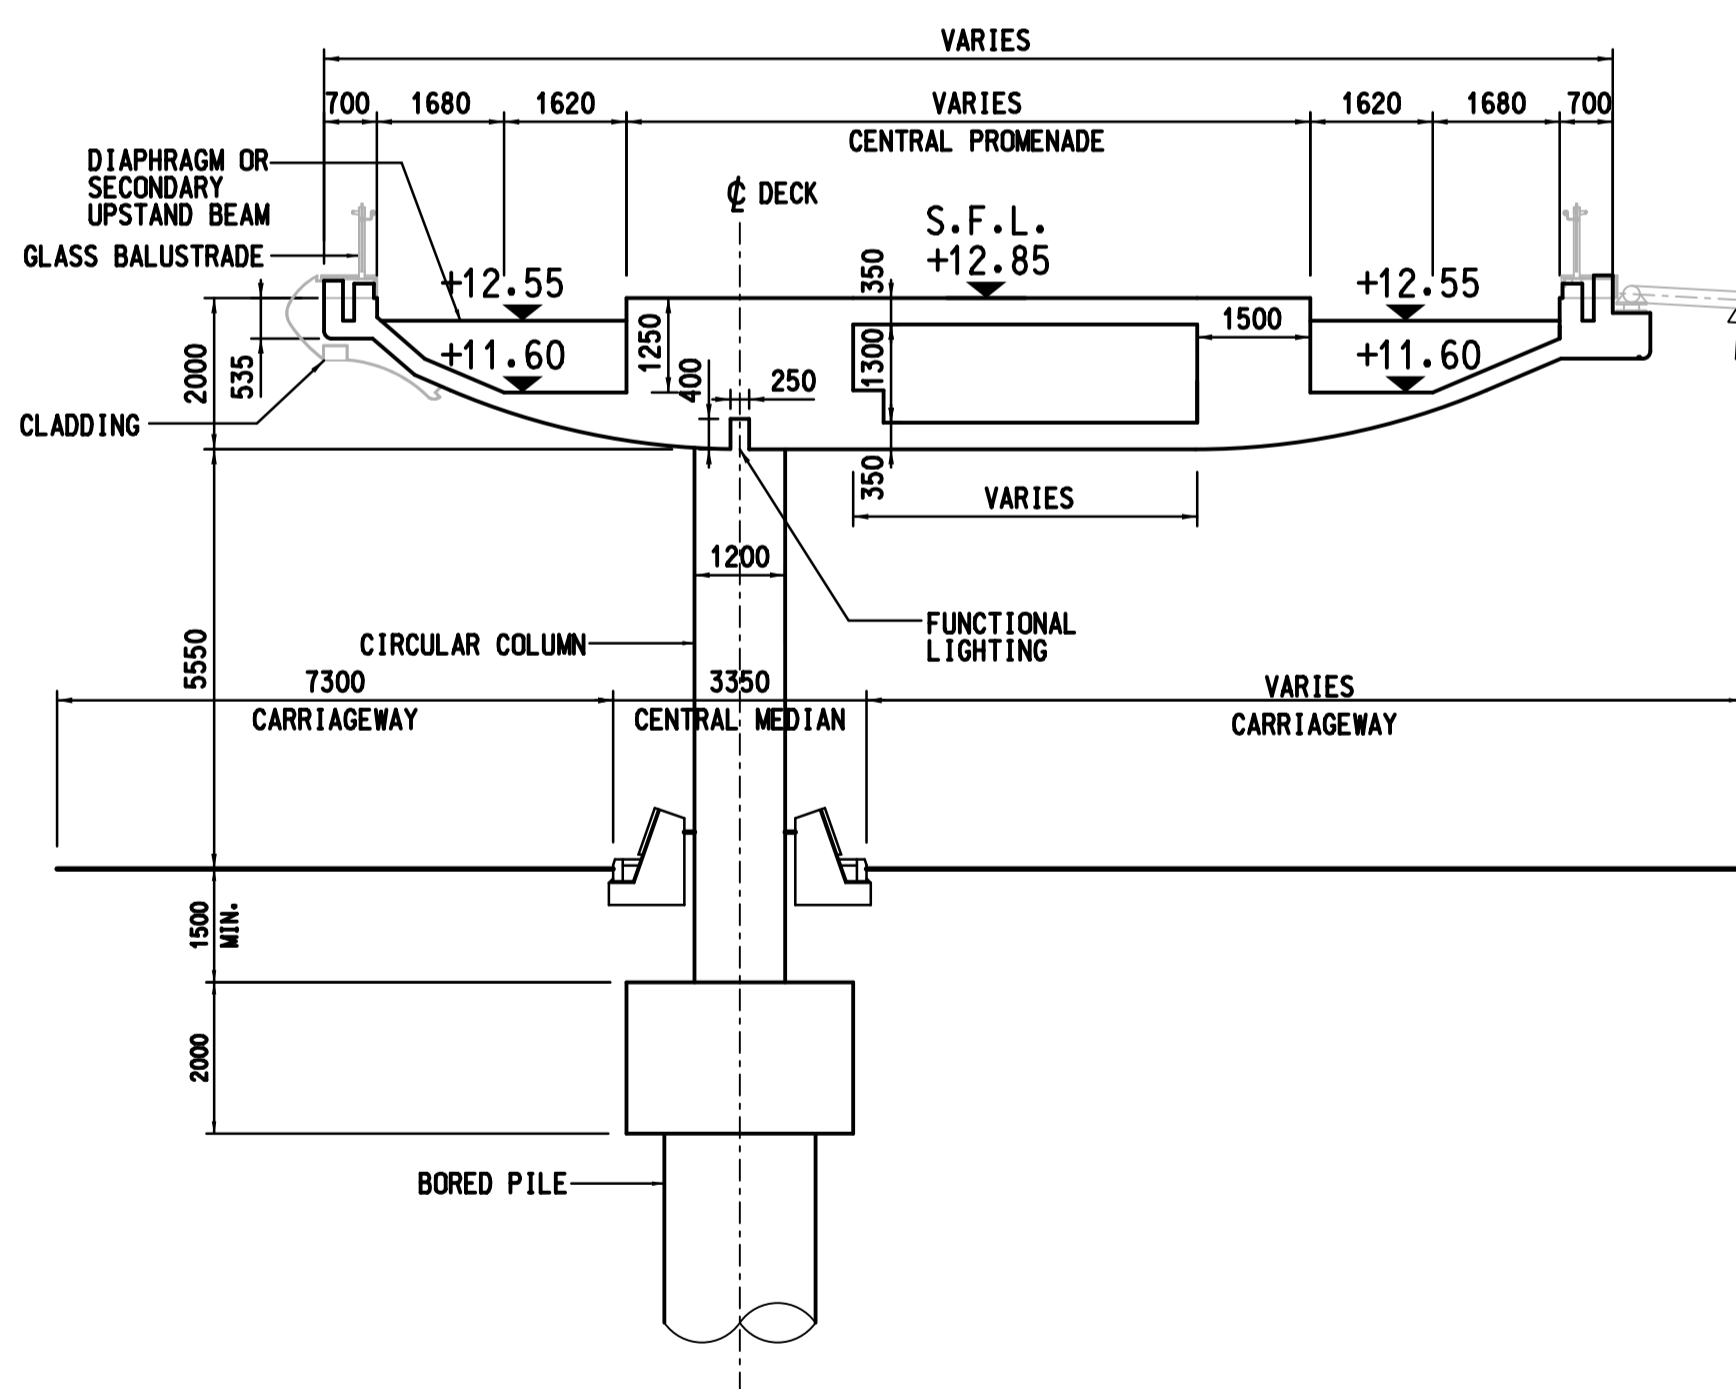 VARIES
700
1680
1620
VARIES
1620
1680
700
CENTRAL PROMENADE
DIAPHRAGM OR
SECONDARY
UPSTAND BEAM
GLASS BALUSTRADE
℄ DECK
S.F.L.
+12.85
350
+12.55
+12.55
1500
1250
1300
+11.60
+11.60
2000
535
400
250
CLADDING
350
VARIES
1200
FUNCTIONAL
LIGHTING
CIRCULAR COLUMN
5550
7300
CARRIAGEWAY
3350
CENTRAL MEDIAN
VARIES
CARRIAGEWAY
1500
MIN.
2000
BORED PILE